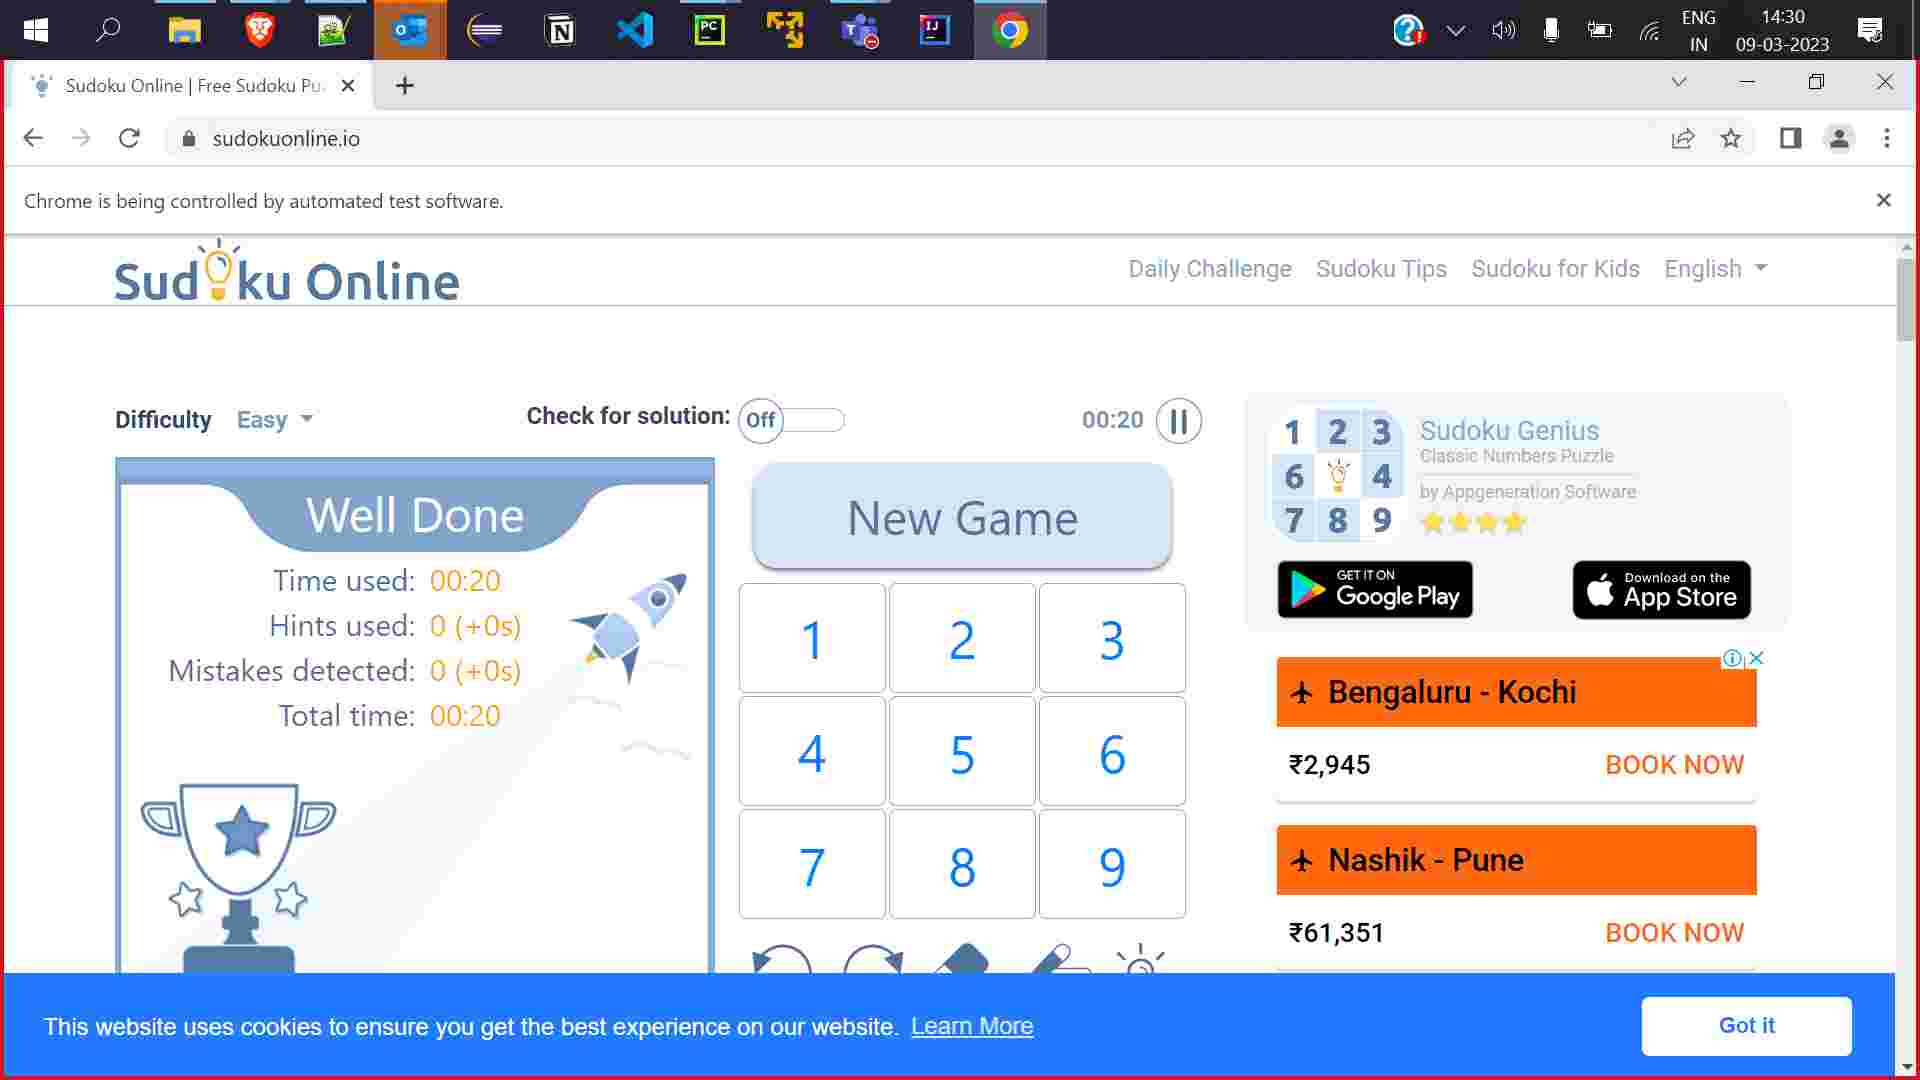 ENG
IN
14:30
09-03-2023
PC
IJ
Sudoku Online | Free Sudoku Pu
sudokuonline.io
Chrome is being controlled by automated test software.
Sudoku Online
Daily Challenge Sudoku Tips Sudoku for Kids English
Difficulty Easy
Check for solution: Off
00:20
Well Done
Time used: 00:20
Hints used: 0 (+0s)
Mistakes detected: 0 (+0s)
Total time: 00:20
New Game
1 2 3
4 5 6
7 8 9
1 2 3
6 4
7 8 9
Sudoku Genius
Classic Numbers Puzzle
by Appgeneration Software
GET IT ON
Google Play
Download on the
App Store
Bengaluru - Kochi
₹2,945 BOOK NOW
Nashik - Pune
₹61,351 BOOK NOW
This website uses cookies to ensure you get the best experience on our website. Learn More
Got it